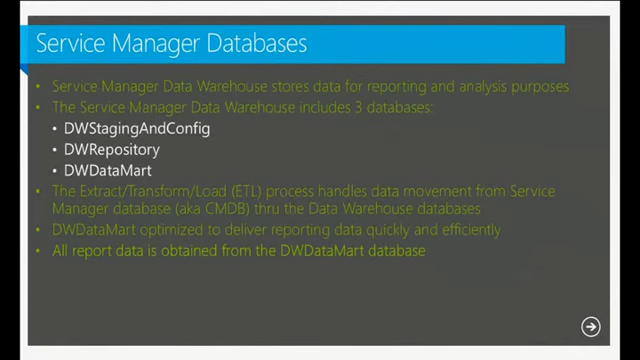 Service Manager Databases
• Service Manager Data Warehouse stores data for reporting and analysis purposes
• The Service Manager Data Warehouse includes 3 databases:
• DWStagingAndConfig
• DWRepository
• DWDataMart
• The Extract/Transform/Load (ETL) process handles data movement from Service
Manager database (aka CMDB) thru the Data Warehouse databases
• DWDataMart optimized to deliver reporting data quickly and efficiently
• All report data is obtained from the DWDataMart database